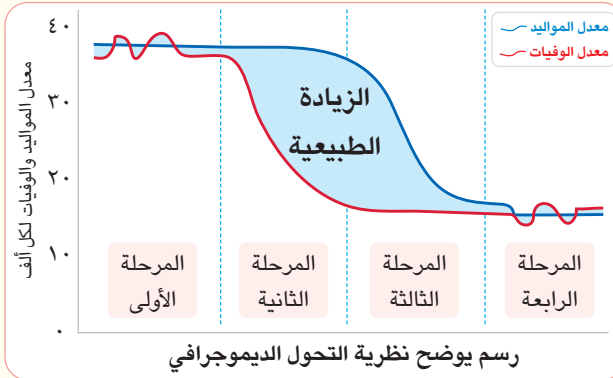 معدل المواليد
معدل الوفيات
معدل المواليد والوفيات لكل ألف
٤٠
٣٠
٢٠
١٠
٠
الزيادة
الطبيعية
المرحلة
الأولى
المرحلة
الثانية
المرحلة
الثالثة
المرحلة
الرابعة
رسم يوضح نظرية التحول الديموجرافي